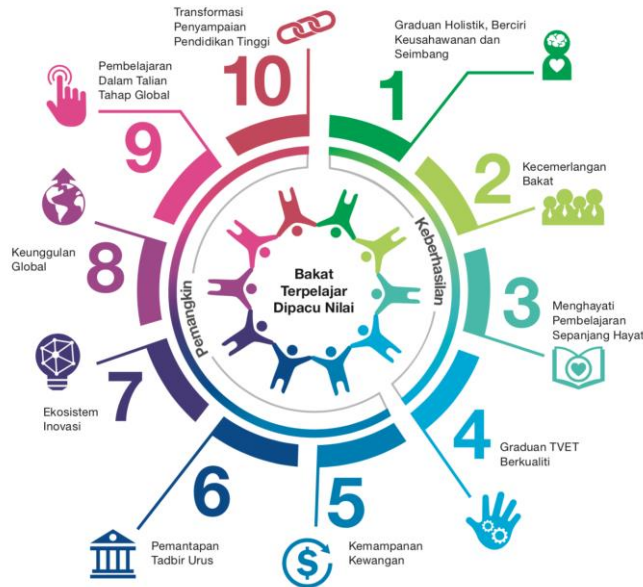 1
Graduan Holistik, Berciri
Keusahawanan dan
Seimbang
2
Kecemerlangan
Bakat
3
Menghayati
Pembelajaran
Sepanjang Hayat
4
Graduan TVET
Berkualiti
5
Kemampanan
Kewangan
6
Pemantapan
Tadbir Urus
7
Ekosistem
Inovasi
8
Keunggulan
Global
9
Pembelajaran
Dalam Talian
Tahap Global
10
Transformasi
Penyampaian
Pendidikan Tinggi
Pemangkin
Keberhasilan
Bakat
Terpelajar
Dipacu Nilai
$